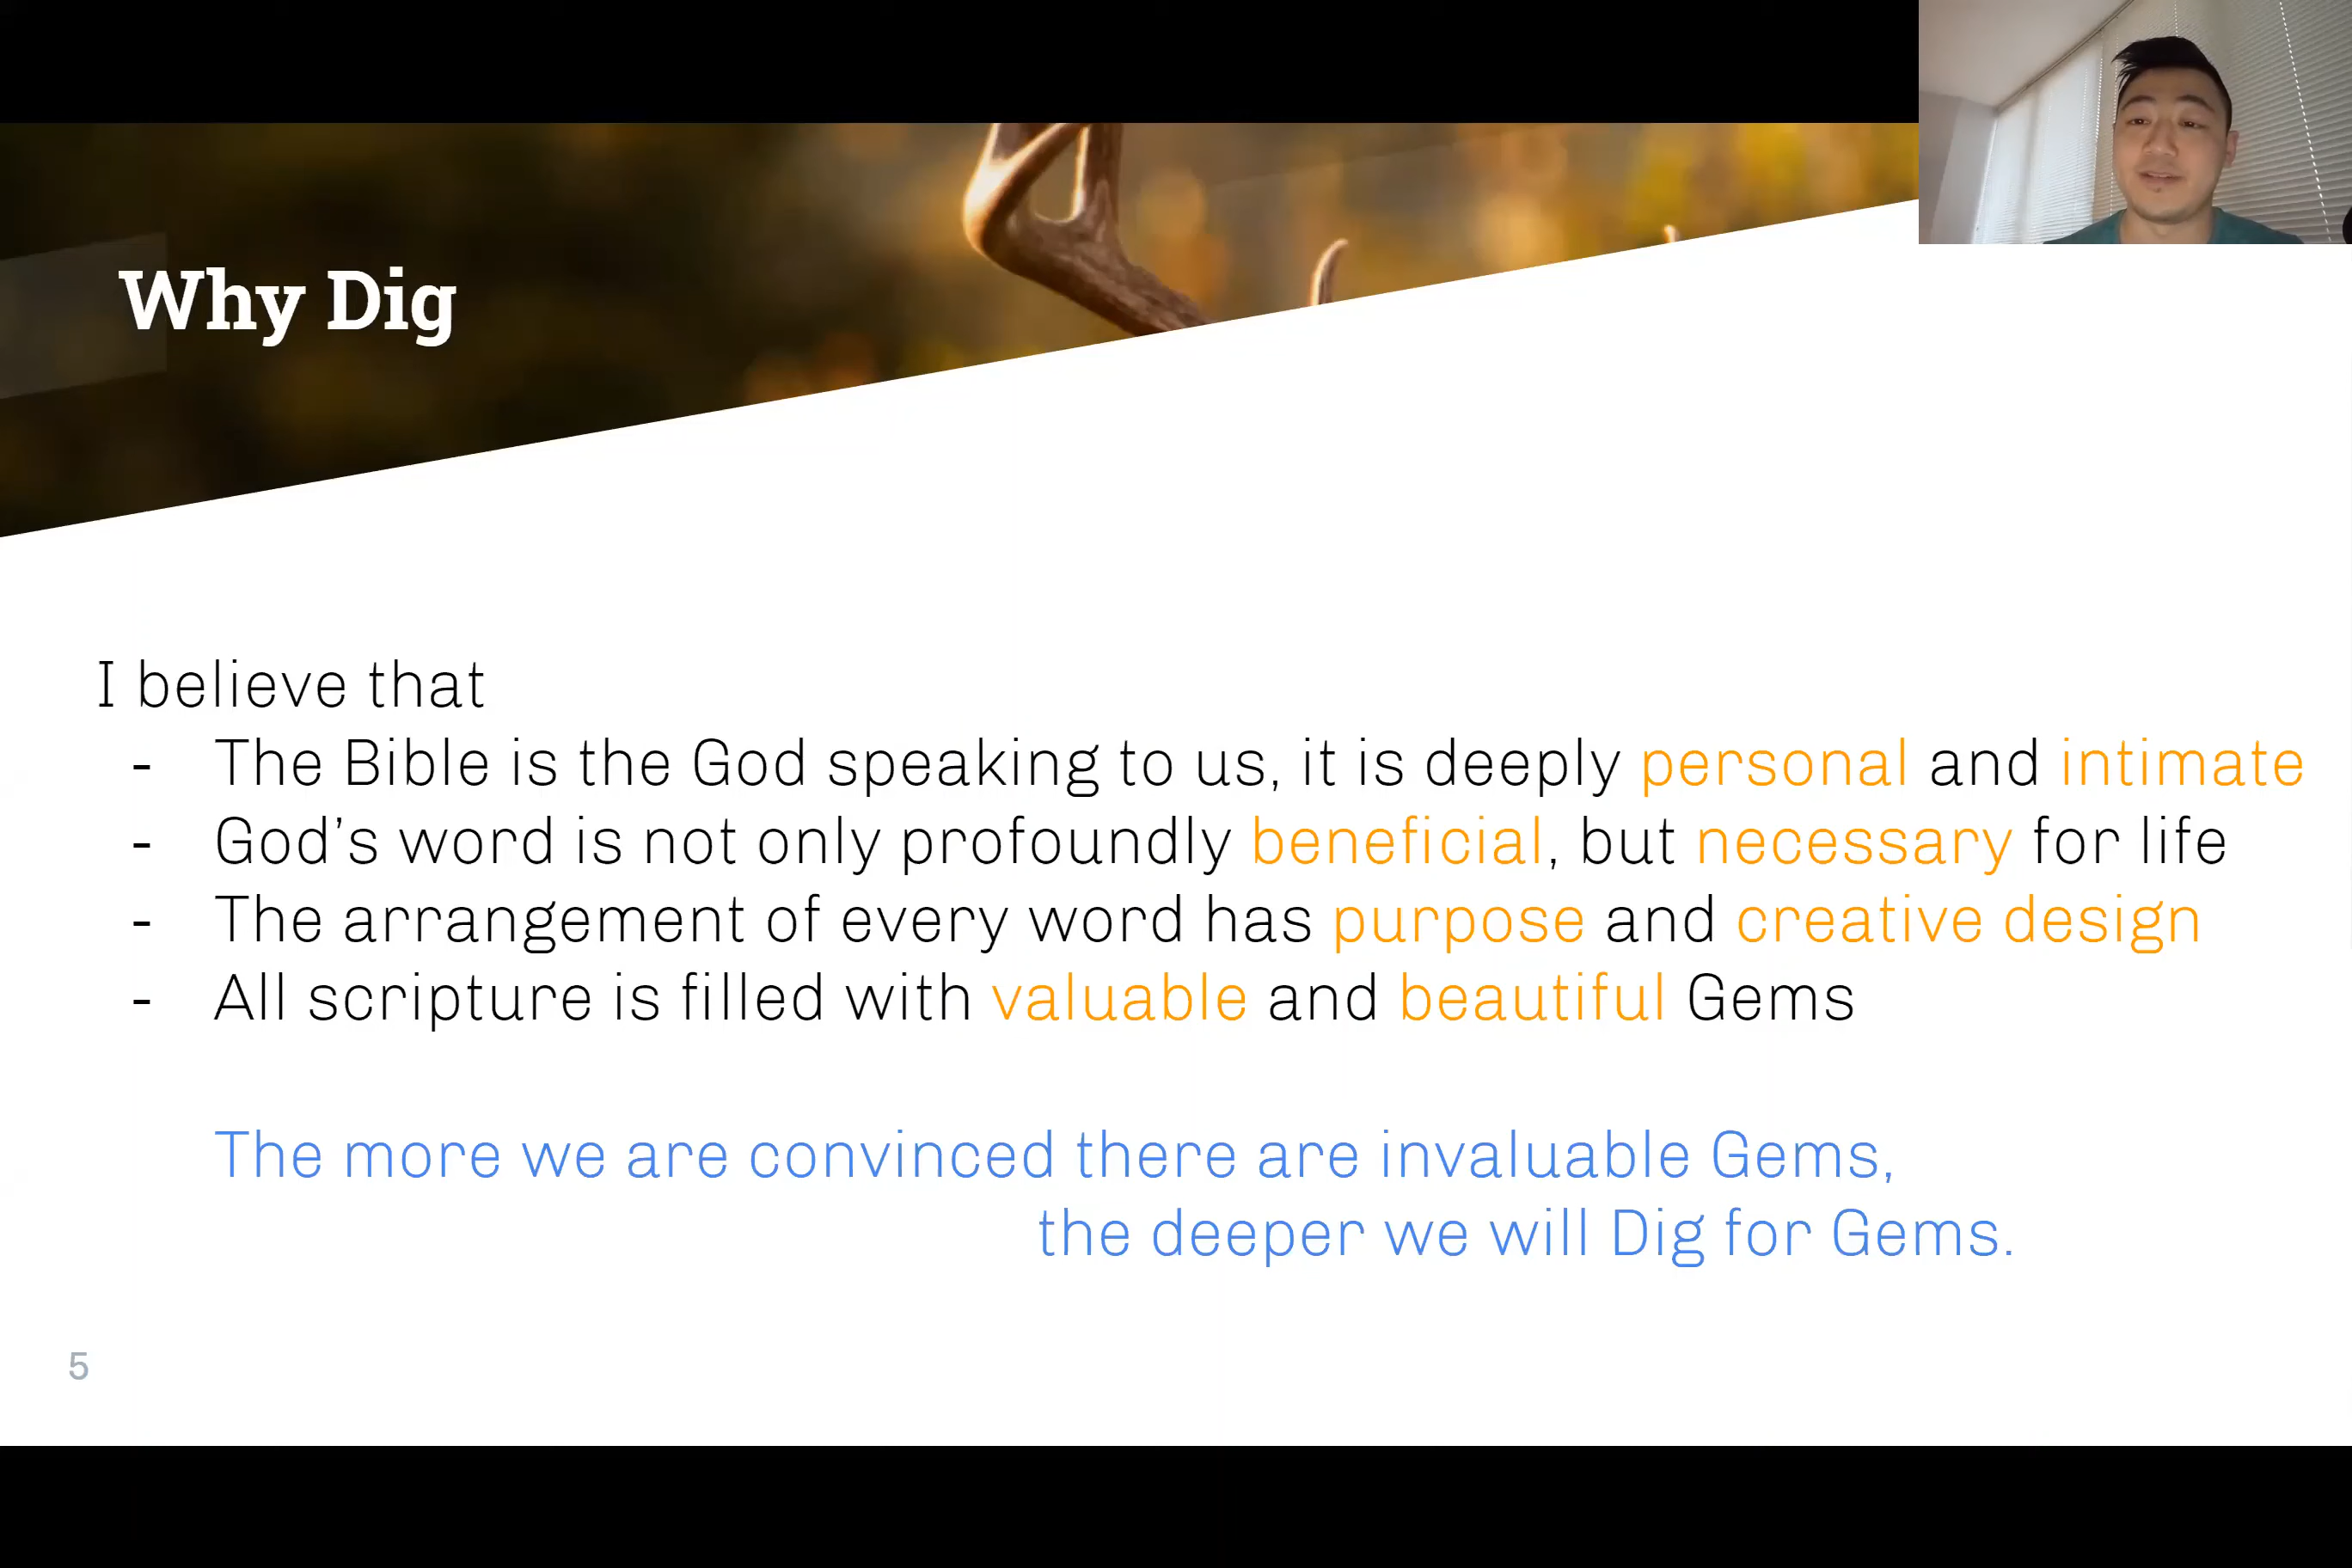 Why Dig
I believe that
- The Bible is the God speaking to us, it is deeply personal and intimate
- God’s word is not only profoundly beneficial, but necessary for life
- The arrangement of every word has purpose and creative design
- All scripture is filled with valuable and beautiful Gems
The more we are convinced there are invaluable Gems,
the deeper we will Dig for Gems.
5